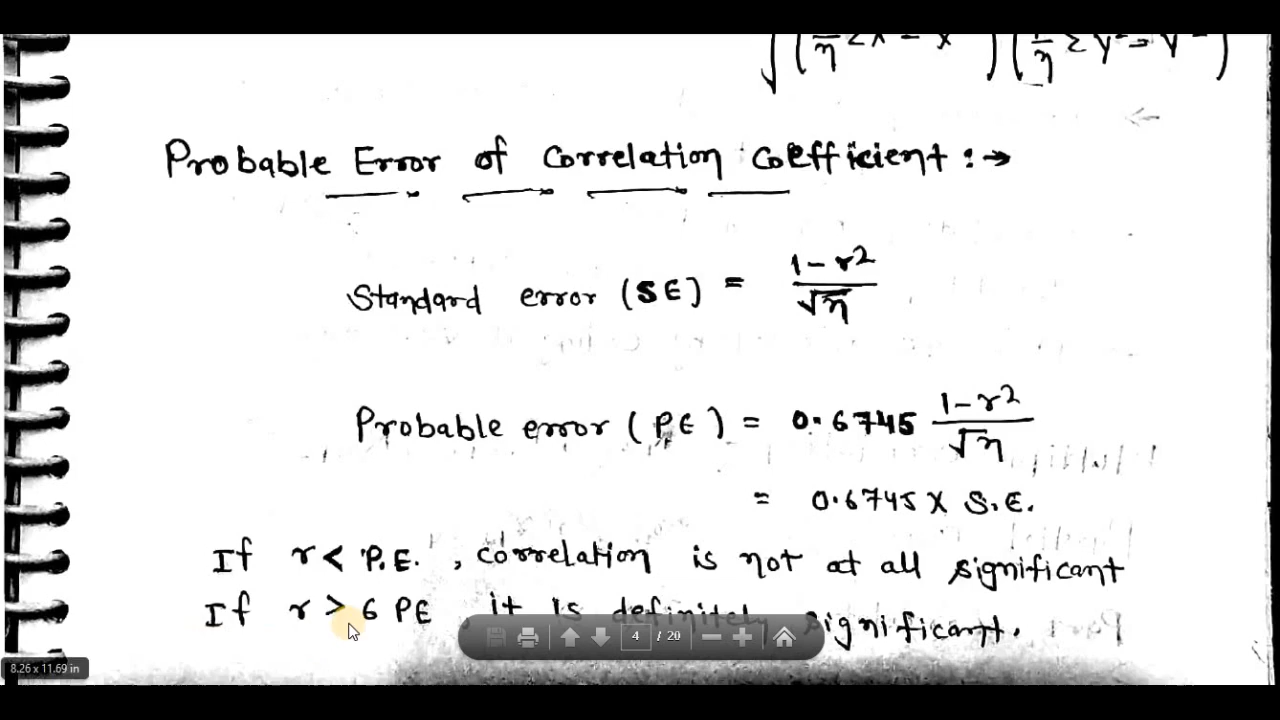 Probable Error of Correlation Coefficient : →
Standard error (SE) = 1 - r² / √n
Probable error (PE) = 0.6745 1 - r² / √n
= 0.6745 X S.E.
If r < P.E. , correlation is not at all significant
If r > 6 PE , it is definitely significant.
4 / 20
8.26 x 11.69 in